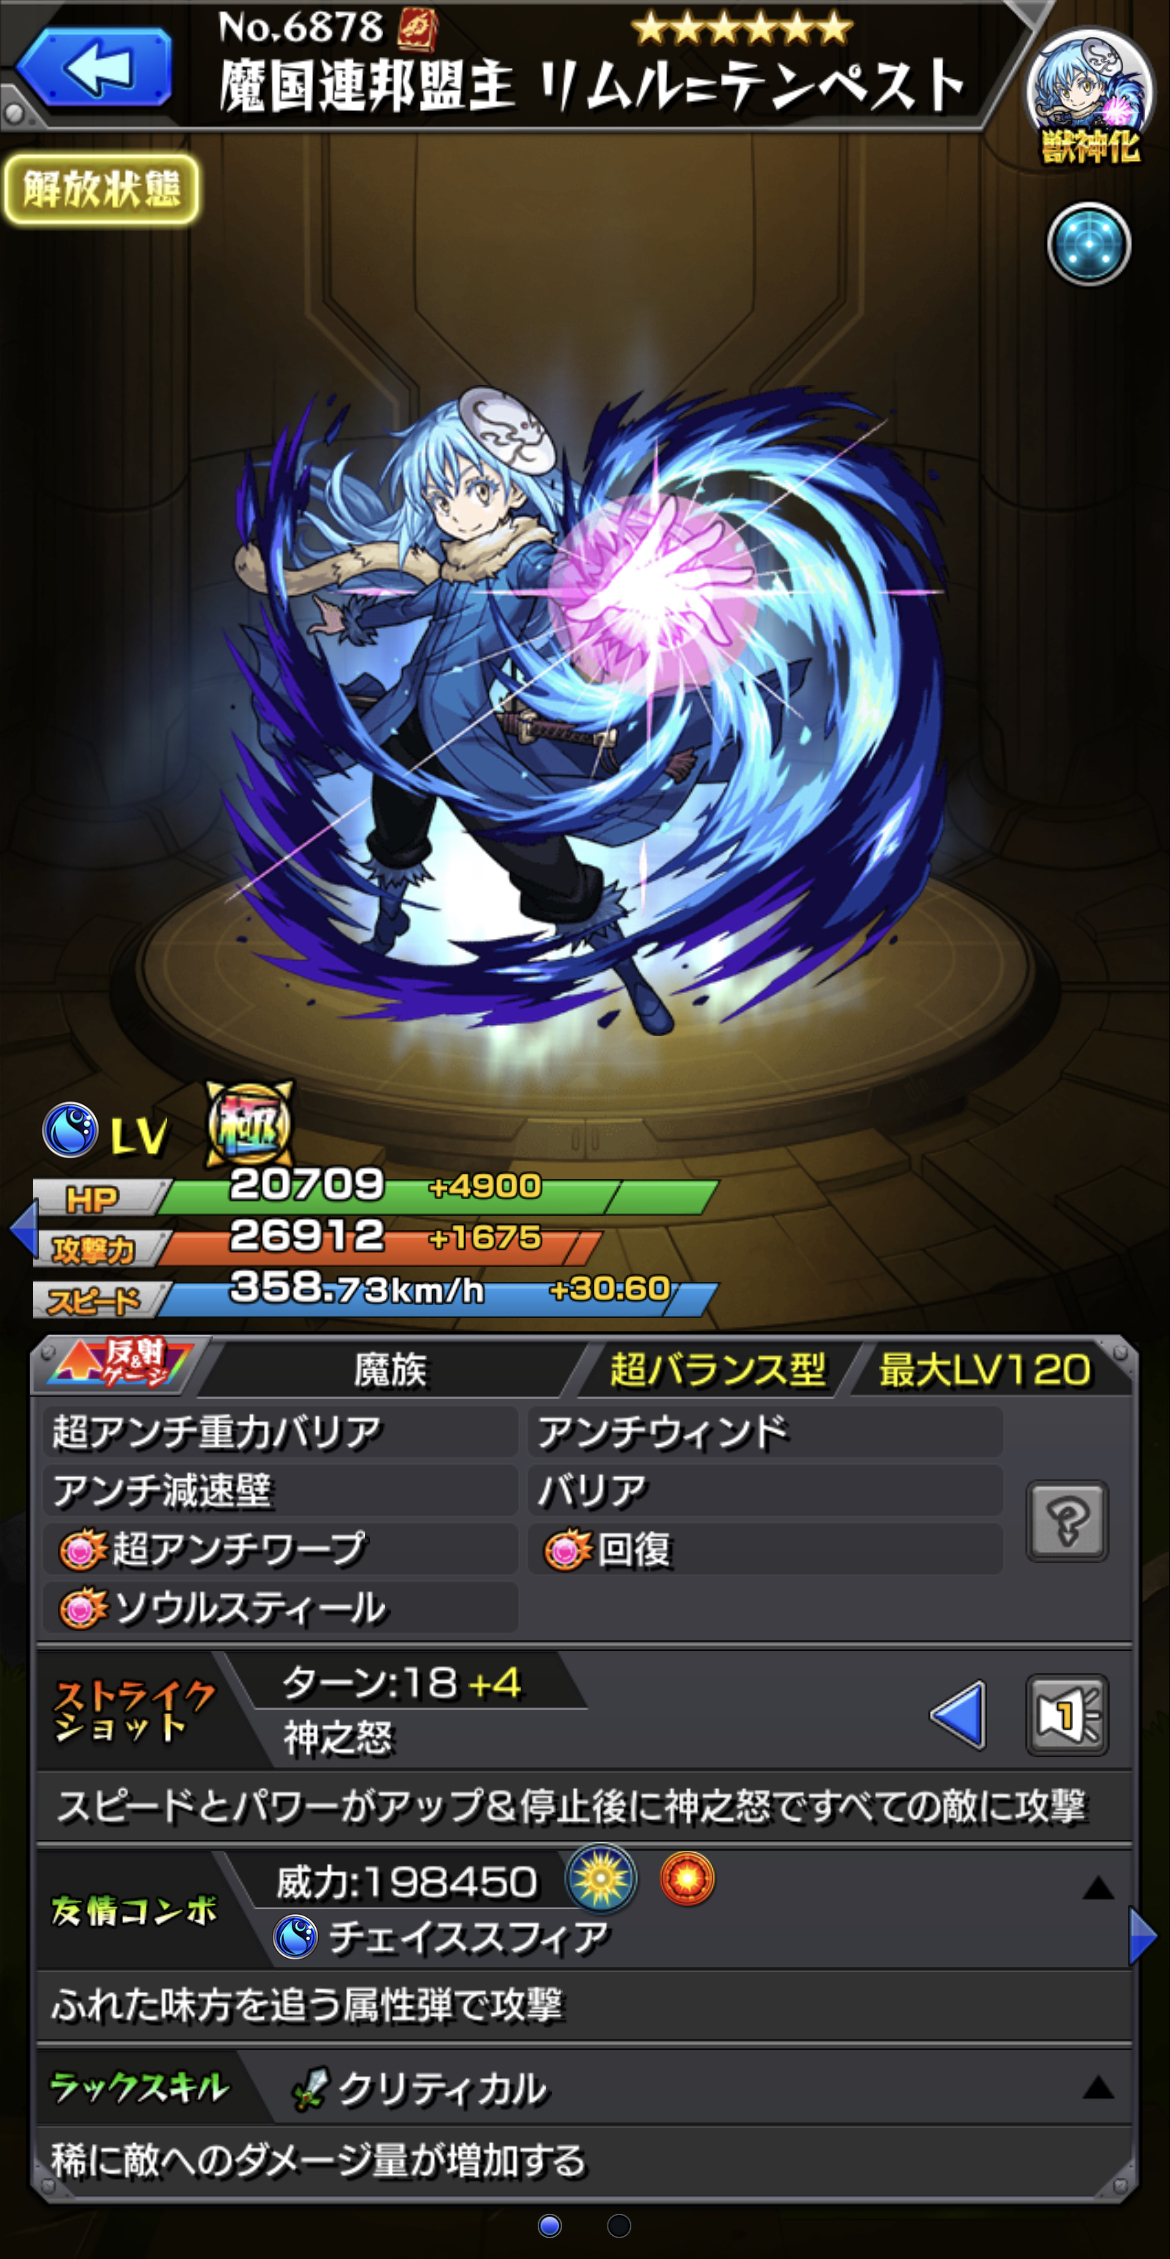 No.6878
魔国連邦盟主 リムル=テンペスト
獣神化
解放状態
LV 極
HP 20709 +4900
攻撃力 26912 +1675
スピード 358.73km/h +30.60
反射&ゲージ 魔族 超バランス型 最大LV120
超アンチ重力バリア アンチウィンド
アンチ減速壁 バリア
超アンチワープ 回復
ソウルスティール
?
ストライクショット ターン:18 +4
神之怒
1
スピードとパワーがアップ&停止後に神之怒ですべての敵に攻撃
友情コンボ 威力:198450
チェイススフィア
ふれた味方を追う属性弾で攻撃
ラックスキル クリティカル
稀に敵へのダメージ量が増加する